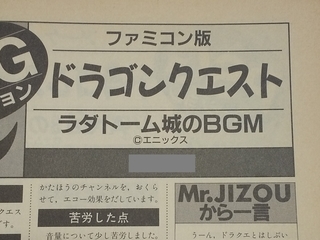 G
ョン
ファミコン版
ドラゴンクエスト
ラダトーム城のBGM
©エニックス
かたほうのチャンネルを、おくら
せて、エコー効果をだしています。
苦労した点
音量について少し苦労しました。
Mr.JIZOU
から一言
うーん、ドラクエとはしぶい